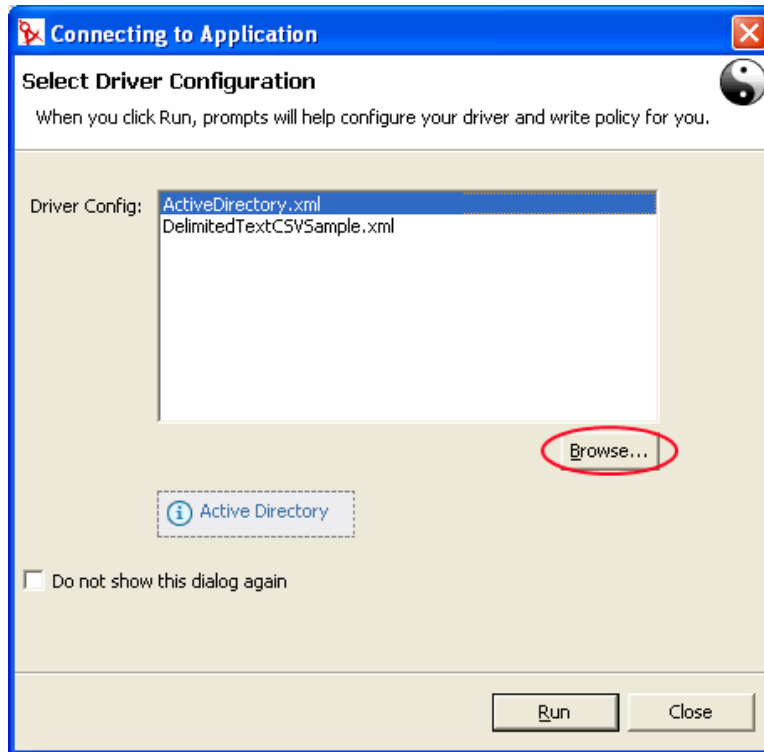 Connecting to Application
Select Driver Configuration
When you click Run, prompts will help configure your driver and write policy for you.
Driver Config:
ActiveDirectory.xml
DelimitedTextCSVSample.xml
Browse...
Active Directory
Do not show this dialog again
Run
Close